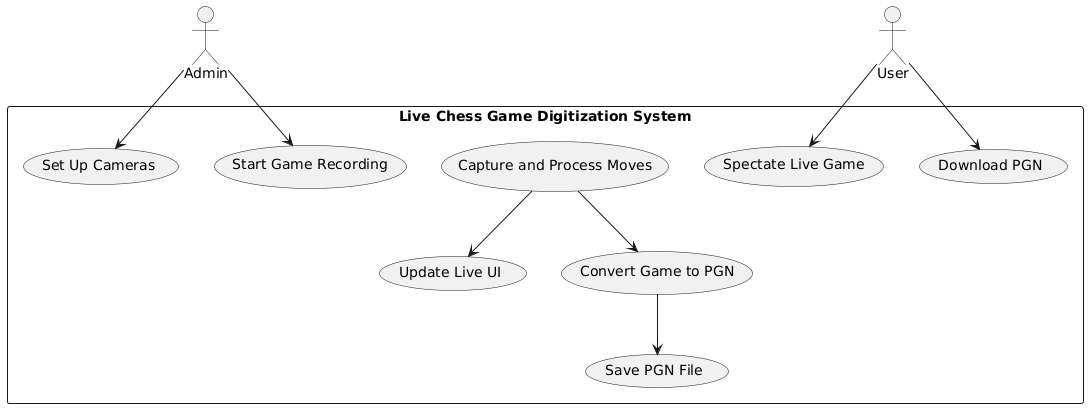 Admin
User
Live Chess Game Digitization System
Set Up Cameras
Start Game Recording
Capture and Process Moves
Spectate Live Game
Download PGN
Update Live UI
Convert Game to PGN
Save PGN File